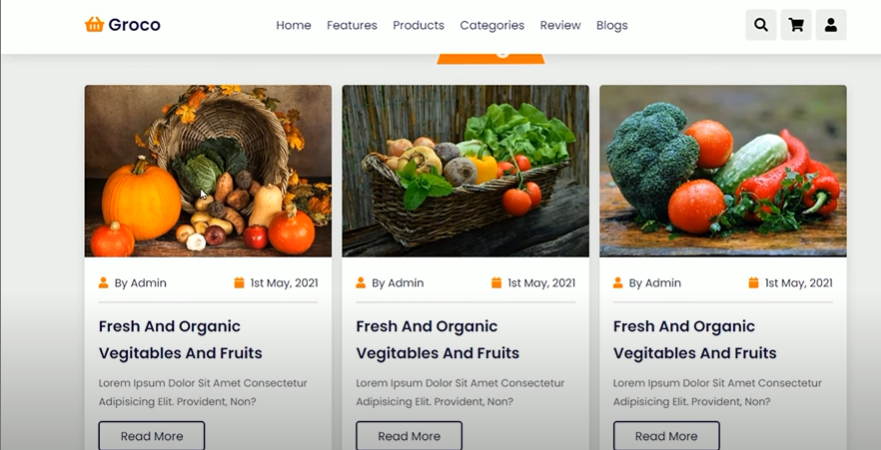 Groco
Home Features Products Categories Review Blogs
By Admin 1st May, 2021
Fresh And Organic
Vegitables And Fruits
Lorem Ipsum Dolor Sit Amet Consectetur
Adipisicing Elit. Provident, Non?
Read More
By Admin 1st May, 2021
Fresh And Organic
Vegitables And Fruits
Lorem Ipsum Dolor Sit Amet Consectetur
Adipisicing Elit. Provident, Non?
Read More
By Admin 1st May, 2021
Fresh And Organic
Vegitables And Fruits
Lorem Ipsum Dolor Sit Amet Consectetur
Adipisicing Elit. Provident, Non?
Read More